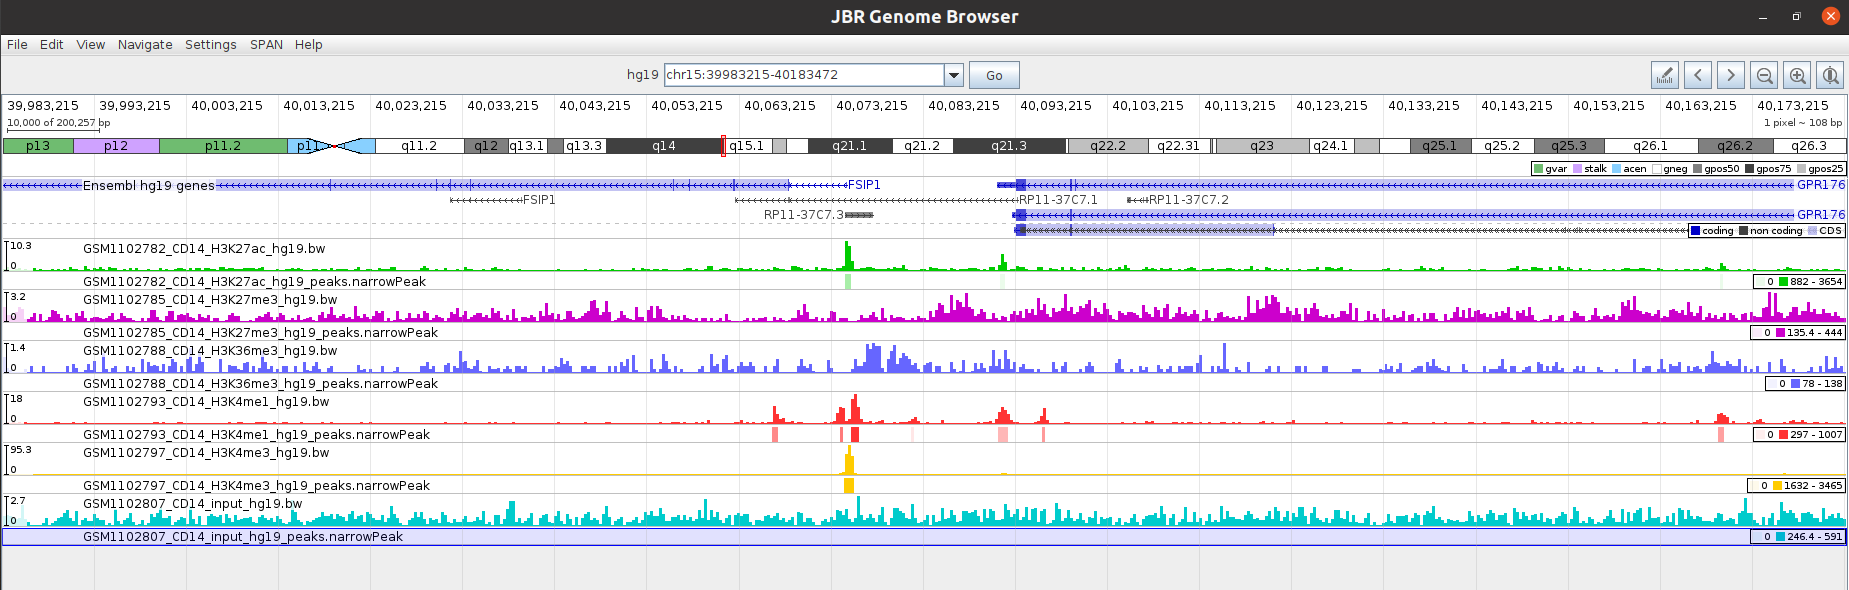 JBR Genome Browser
File Edit View Navigate Settings SPAN Help
hg19 chr15:39983215-40183472 Go
39,983,215 39,993,215 40,003,215 40,013,215 40,023,215 40,033,215 40,043,215 40,053,215 40,063,215 40,073,215 40,083,215 40,093,215 40,103,215 40,113,215 40,123,215 40,133,215 40,143,215 40,153,215 40,163,215 40,173,215
10,000 of 200,257 bp 1 pixel ~ 108 bp
p13 p12 p11.2 q11.2 q12 q13.1 q13.3 q14 q15.1 q21.1 q21.2 q21.3 q22.2 q22.31 q23 q24.1 q25.1 q25.2 q25.3 q26.1 q26.2 q26.3
gvar stalk acen gneg gpos50 gpos75 gpos25
Ensembl hg19 genes FSIP1 GPR176
FSIP1 RP11-37C7.1 RP11-37C7.2
RP11-37C7.3 GPR176
coding non coding CDS
10.3 GSM1102782_CD14_H3K27ac_hg19.bw
0
GSM1102782_CD14_H3K27ac_hg19_peaks.narrowPeak 0 882 - 3654
3.2 GSM1102785_CD14_H3K27me3_hg19.bw
0
GSM1102785_CD14_H3K27me3_hg19_peaks.narrowPeak 0 135.4 - 444
1.4 GSM1102788_CD14_H3K36me3_hg19.bw
0
GSM1102788_CD14_H3K36me3_hg19_peaks.narrowPeak 0 78 - 138
18 GSM1102793_CD14_H3K4me1_hg19.bw
0
GSM1102793_CD14_H3K4me1_hg19_peaks.narrowPeak 0 297 - 1007
95.3 GSM1102797_CD14_H3K4me3_hg19.bw
0
GSM1102797_CD14_H3K4me3_hg19_peaks.narrowPeak 0 1632 - 3465
2.7 GSM1102807_CD14_input_hg19.bw
0
GSM1102807_CD14_input_hg19_peaks.narrowPeak 0 246.4 - 591